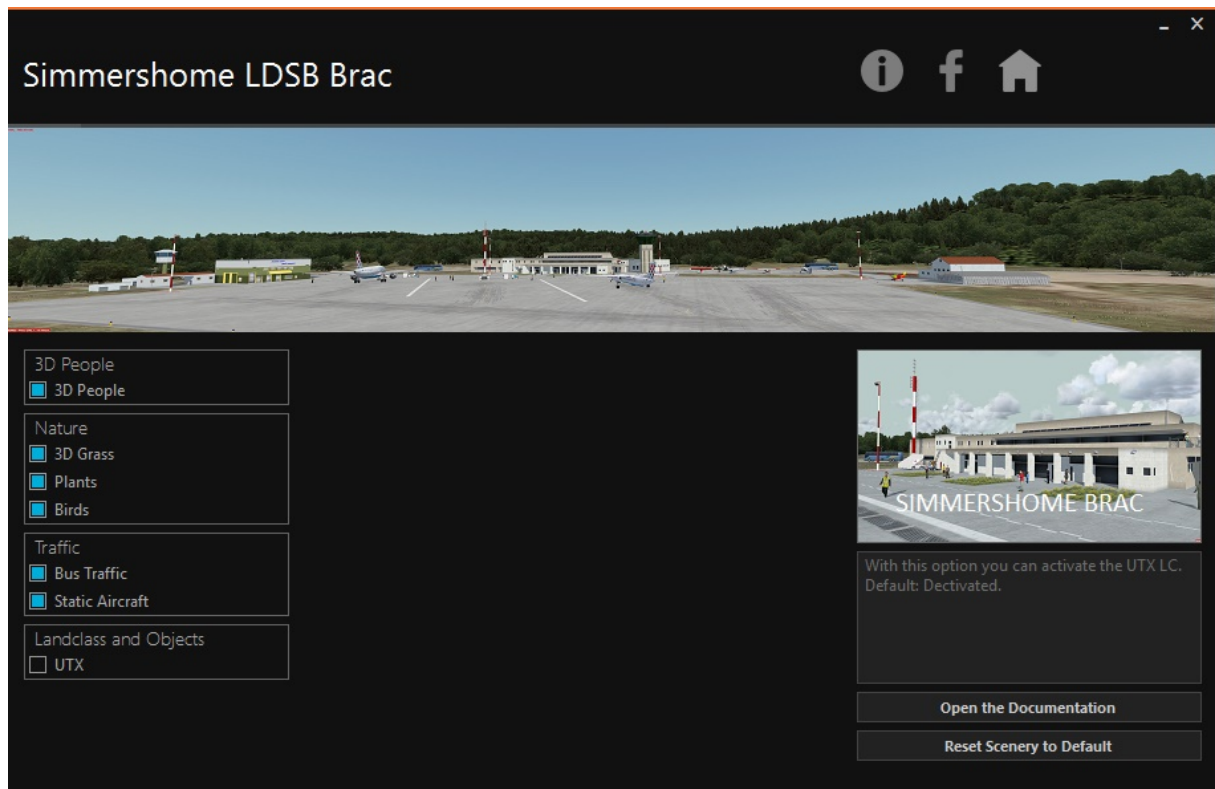 Simmershome LDSB Brac
3D People
3D People
Nature
3D Grass
Plants
Birds
Traffic
Bus Traffic
Static Aircraft
Landclass and Objects
UTX
SIMMERSHOME BRAC
With this option you can activate the UTX LC.
Default: Dectivated.
Open the Documentation
Reset Scenery to Default